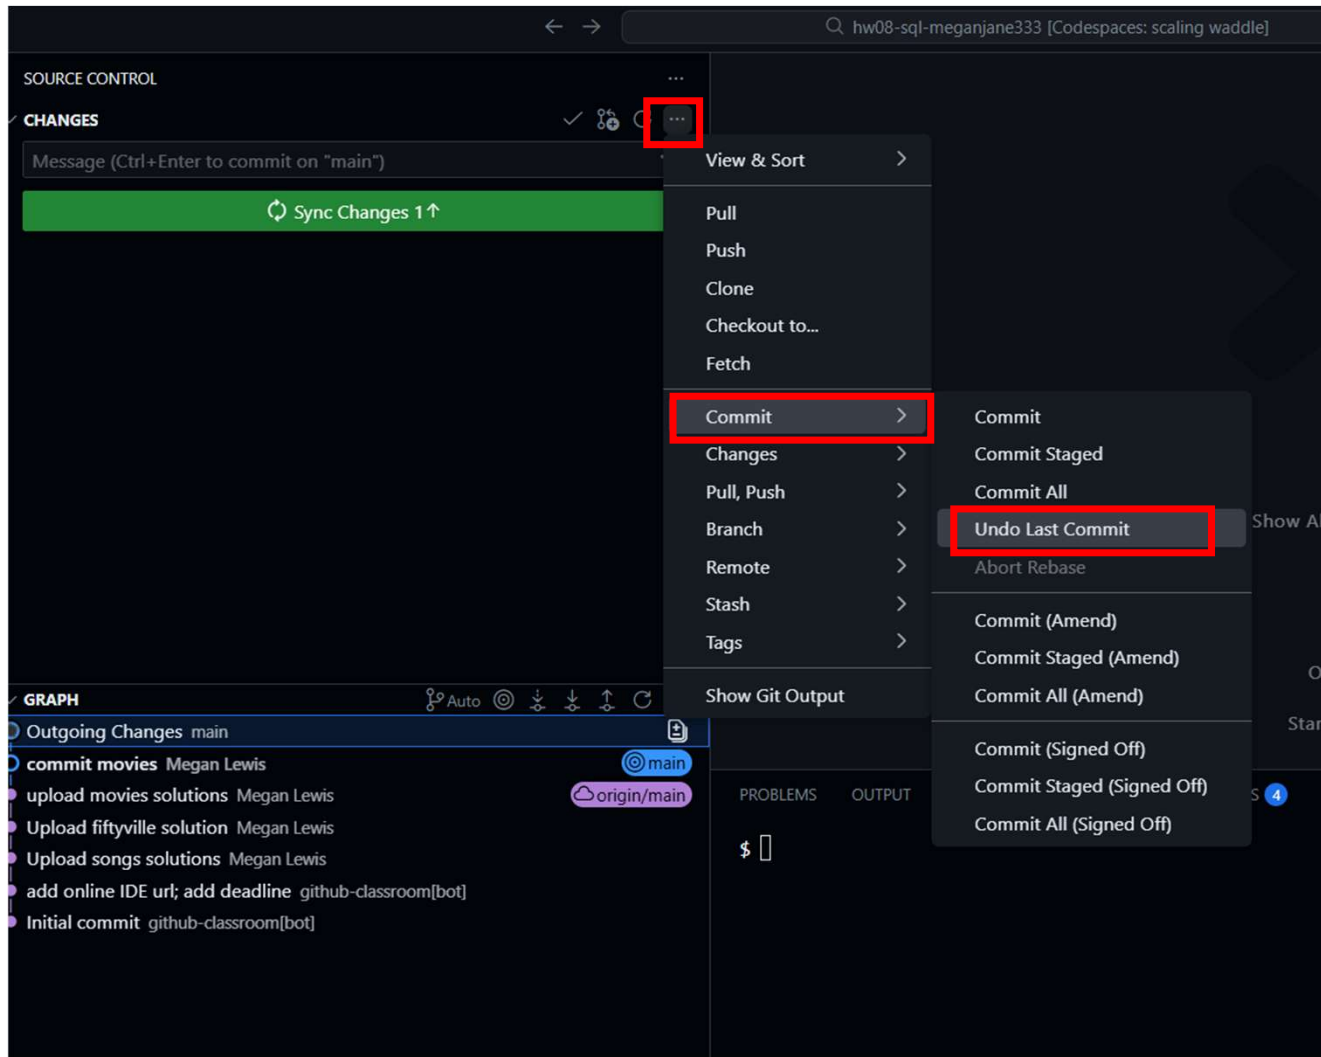 hw08-sql-meganjane333 [Codespaces: scaling waddle]
SOURCE CONTROL
CHANGES
Message (Ctrl+Enter to commit on "main")
Sync Changes 1↑
View & Sort
Pull
Push
Clone
Checkout to...
Fetch
Commit
Changes
Pull, Push
Branch
Remote
Stash
Tags
Show Git Output
Commit
Commit Staged
Commit All
Undo Last Commit
Abort Rebase
Commit (Amend)
Commit Staged (Amend)
Commit All (Amend)
Commit (Signed Off)
Commit Staged (Signed Off)
Commit All (Signed Off)
Show
GRAPH
Auto
Outgoing Changes main
commit movies Megan Lewis main
upload movies solutions Megan Lewis origin/main
Upload fiftyville solution Megan Lewis
Upload songs solutions Megan Lewis
add online IDE url; add deadline github-classroom[bot]
Initial commit github-classroom[bot]
PROBLEMS OUTPUT S 4
$